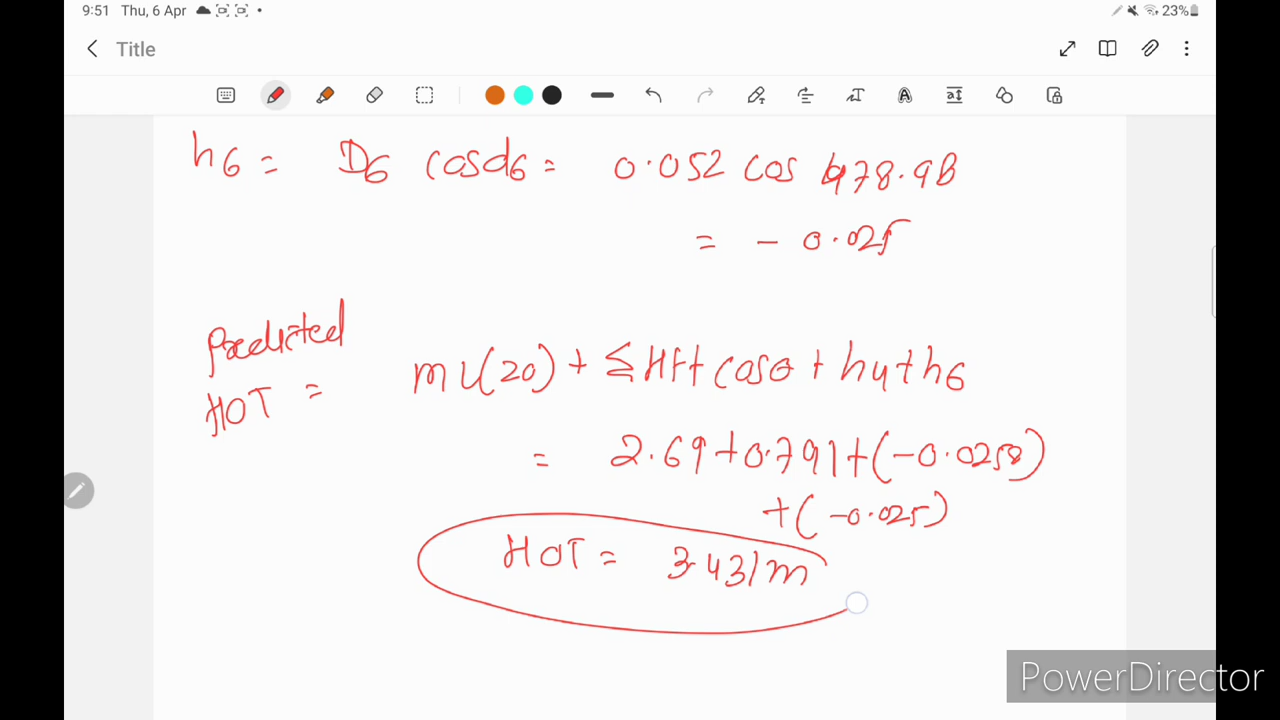 9:51 Thu, 6 Apr
23%
Title
h6 = D6 cosd6 = 0.052 cos 478.98
= - 0.025
Predicted
HOT =
ML(20) + ΣHft cosθ + h4 + h6
= 2.69 + 0.791 + (-0.0258)
+ (-0.025)
HOT = 3.431m
PowerDirector